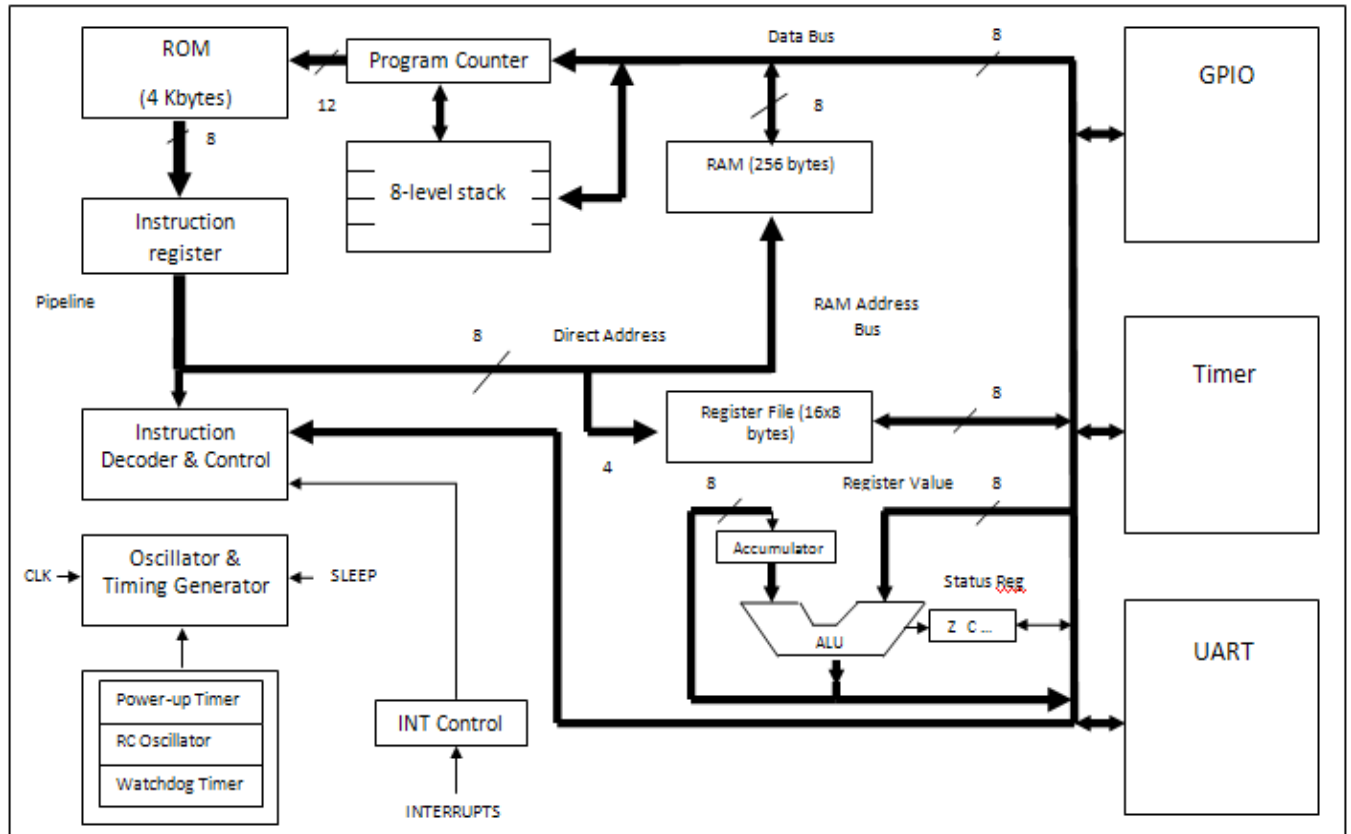 ROM
(4 Kbytes)
8
12
Program Counter
8-level stack
Data Bus
8
8
RAM (256 bytes)
GPIO
Instruction
register
Pipeline
8
Direct Address
RAM Address
Bus
Timer
Instruction
Decoder & Control
4
Register File (16x8
bytes)
8
8
Register Value
8
Accumulator
Status Reg
Z C ...
ALU
CLK
Oscillator &
Timing Generator
SLEEP
UART
Power-up Timer
RC Oscillator
Watchdog Timer
INT Control
INTERRUPTS